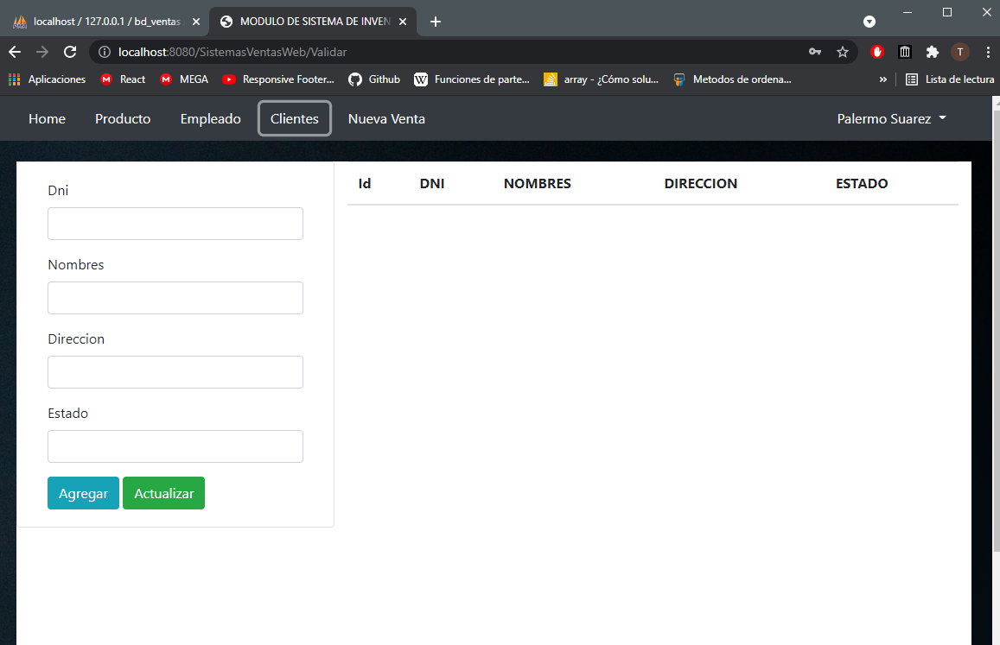 localhost / 127.0.0.1 / bd_ventas
MODULO DE SISTEMA DE INVEN
localhost:8080/SistemasVentasWeb/Validar
T
Aplicaciones
React
MEGA
Responsive Footer...
Github
W
Funciones de parte...
array - ¿Cómo solu...
Metodos de ordena...
»
Lista de lectura
Home
Producto
Empleado
Clientes
Nueva Venta
Palermo Suarez
Dni
Nombres
Direccion
Estado
Agregar
Actualizar
Id DNI NOMBRES DIRECCION ESTADO